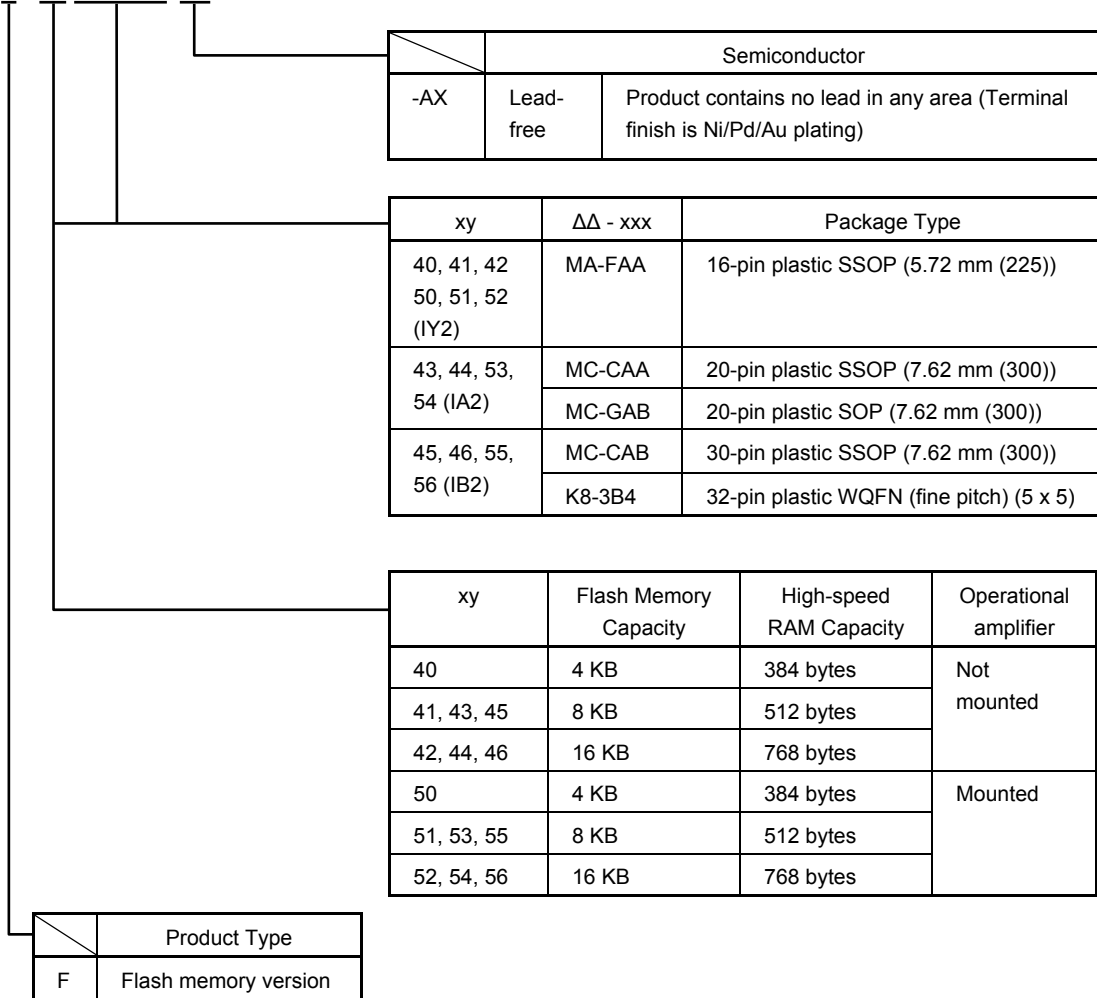 Semiconductor
-AX
Lead-
free
Product contains no lead in any area (Terminal
finish is Ni/Pd/Au plating)
xy
ΔΔ - xxx
Package Type
40, 41, 42
50, 51, 52
(IY2)
MA-FAA
16-pin plastic SSOP (5.72 mm (225))
43, 44, 53,
54 (IA2)
MC-CAA
20-pin plastic SSOP (7.62 mm (300))
MC-GAB
20-pin plastic SOP (7.62 mm (300))
45, 46, 55,
56 (IB2)
MC-CAB
30-pin plastic SSOP (7.62 mm (300))
K8-3B4
32-pin plastic WQFN (fine pitch) (5 x 5)
xy
Flash Memory
Capacity
High-speed
RAM Capacity
Operational
amplifier
40
4 KB
384 bytes
Not
mounted
41, 43, 45
8 KB
512 bytes
42, 44, 46
16 KB
768 bytes
50
4 KB
384 bytes
Mounted
51, 53, 55
8 KB
512 bytes
52, 54, 56
16 KB
768 bytes
Product Type
F
Flash memory version